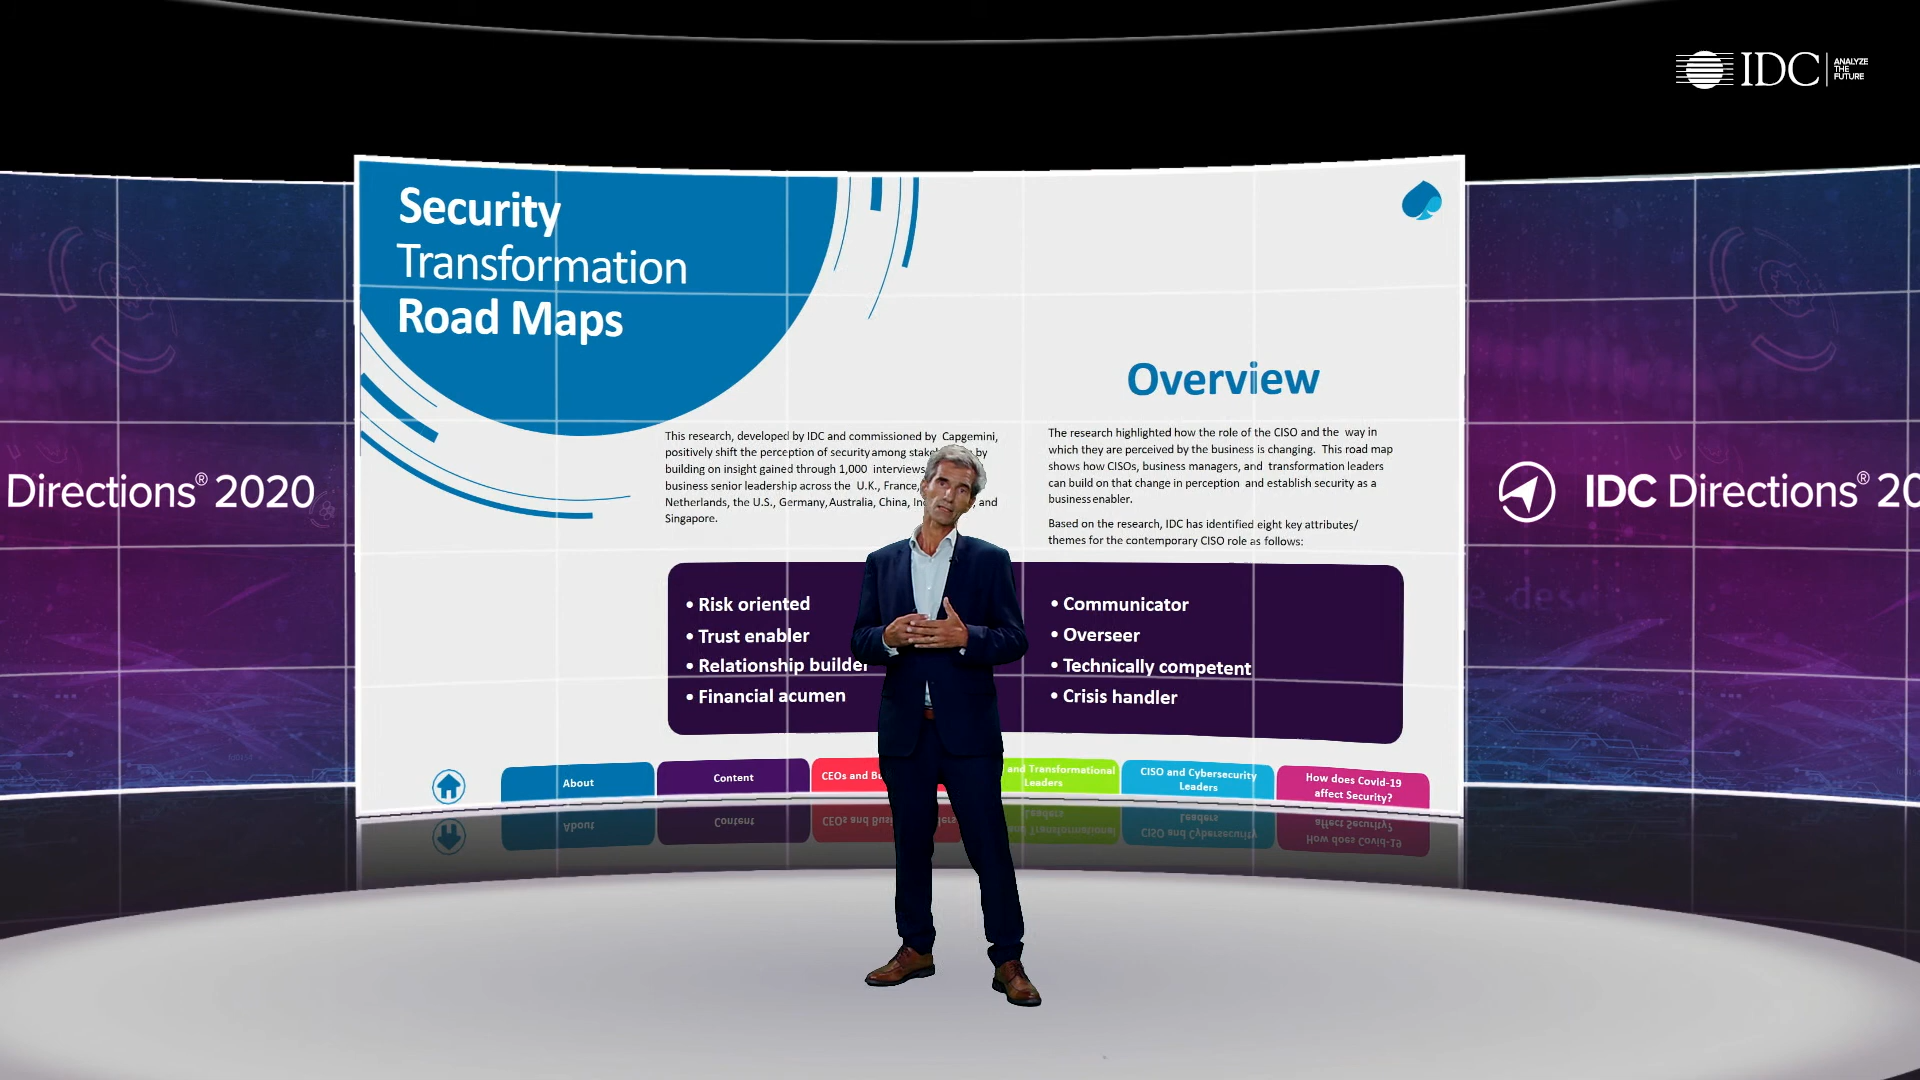 IDC
ANALYZE
THE
FUTURE
Security
Transformation
Road Maps
Overview
This research, developed by IDC and commissioned by Capgemini,
positively shift the perception of security among by
building on insight gained through 1,000 interviews
business senior leadership across the U.K., France,
Netherlands, the U.S., Germany, Australia, China, and
Singapore.
The research highlighted how the role of the CISO and the way in
which they are perceived by the business is changing. This road map
shows how CISOs, business managers, and transformation leaders
can build on that change in perception and establish security as a
business enabler.
Based on the research, IDC has identified eight key attributes/
themes for the contemporary CISO role as follows:
• Risk oriented
• Trust enabler
• Relationship builder
• Financial acumen
• Communicator
• Overseer
• Technically competent
• Crisis handler
About
Content
CEOs and
and Transformational
Leaders
CISO and Cybersecurity
Leaders
How does Covid-19
affect Security?
Directions® 2020
IDC Directions® 20